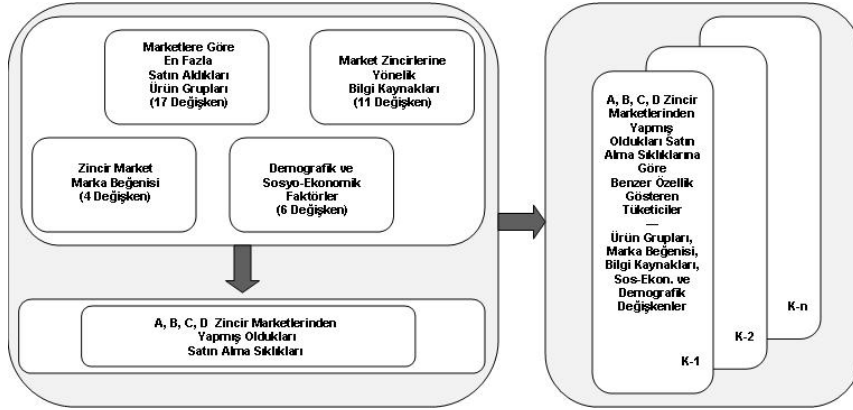 Marketlere Göre
En Fazla
Satın Aldıkları
Ürün Grupları
(17 Değişken)
Market Zincirlerine
Yönelik
Bilgi Kaynakları
(11 Değişken)
Zincir Market
Marka Beğenisi
(4 Değişken)
Demografik ve
Sosyo-Ekonomik
Faktörler
(6 Değişken)
A, B, C, D Zincir Marketlerinden
Yapmış Oldukları
Satın Alma Sıklıkları
A, B, C, D Zincir
Marketlerinden
Yapmış
Oldukları Satın
Alma Sıklıklarına
Göre
Benzer Özellik
Gösteren
Tüketiciler
—
Ürün Grupları,
Marka Beğenisi,
Bilgi Kaynakları,
Sos-Ekon. ve
Demografik
Değişkenler
K-1
K-2
K-n